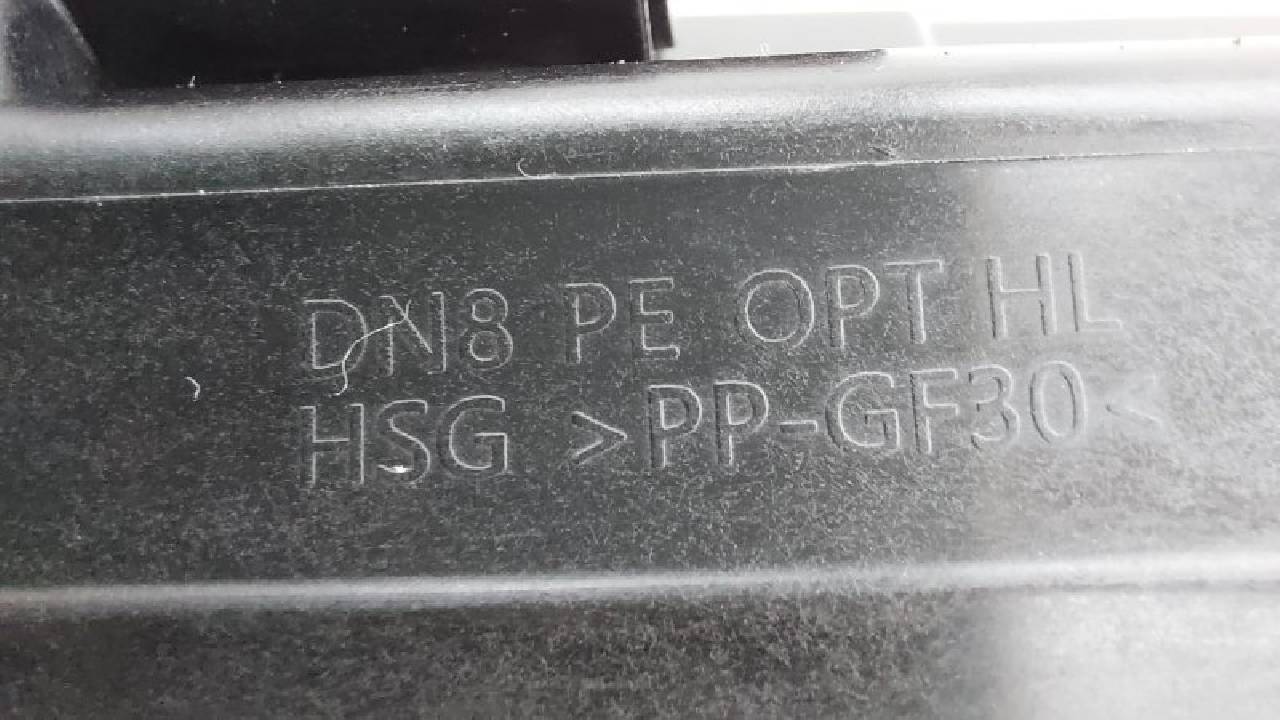 DN8 PE OPT HL
HSG >PP-GF30<